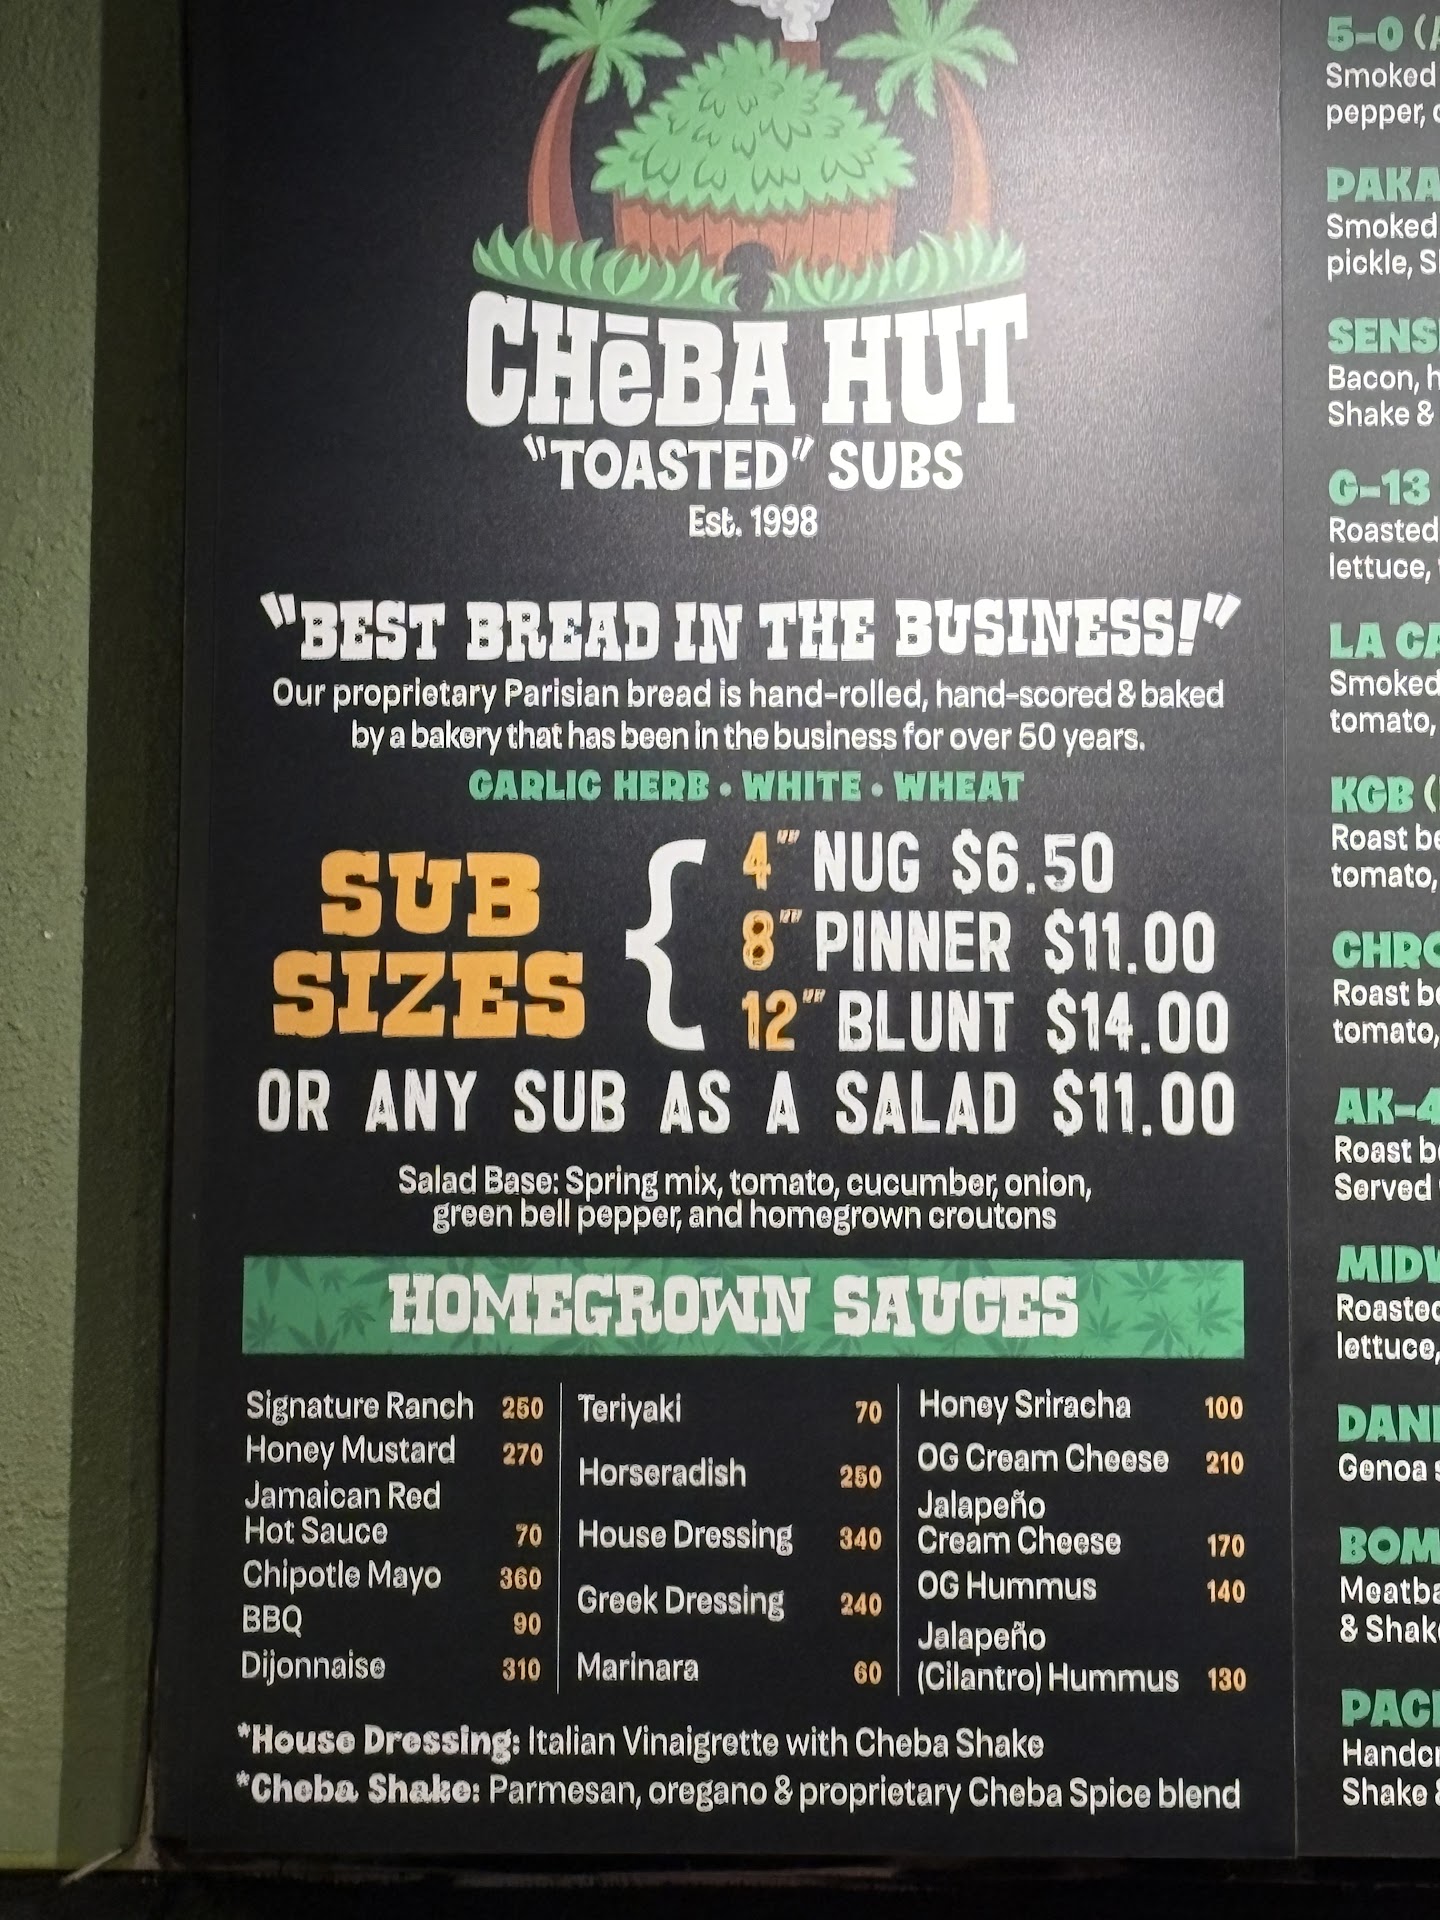 CHēBA HUT
"TOASTED" SUBS
Est. 1998
"BEST BREAD IN THE BUSINESS!"
Our proprietary Parisian bread is hand-rolled, hand-scored & baked
by a bakery that has been in the business for over 50 years.
GARLIC HERB • WHITE • WHEAT
SUB
SIZES
4" NUG $6.50
8" PINNER $11.00
12" BLUNT $14.00
OR ANY SUB AS A SALAD $11.00
Salad Base: Spring mix, tomato, cucumber, onion,
green bell pepper, and homegrown croutons
HOMEGROWN SAUCES
Signature Ranch 250
Honey Mustard 270
Jamaican Red
Hot Sauce 70
Chipotle Mayo 360
BBQ 90
Dijonnaise 310
Teriyaki 70
Horseradish 250
House Dressing 340
Greek Dressing 240
Marinara 60
Honey Sriracha 100
OG Cream Cheese 210
Jalapeño
Cream Cheese 170
OG Hummus 140
Jalapeño
(Cilantro) Hummus 130
*House Dressing: Italian Vinaigrette with Cheba Shake
*Cheba Shake: Parmesan, oregano & proprietary Cheba Spice blend
5-0
Smoked
pepper,
Smoked
pickle,
Bacon,
Shake &
G-13
Roasted
lettuce,
LA
Smoked
tomato,
KGB
Roast
tomato,
Roast
tomato,
Roast
Served
Roasted
lettuce,
Genoa
&
Shake